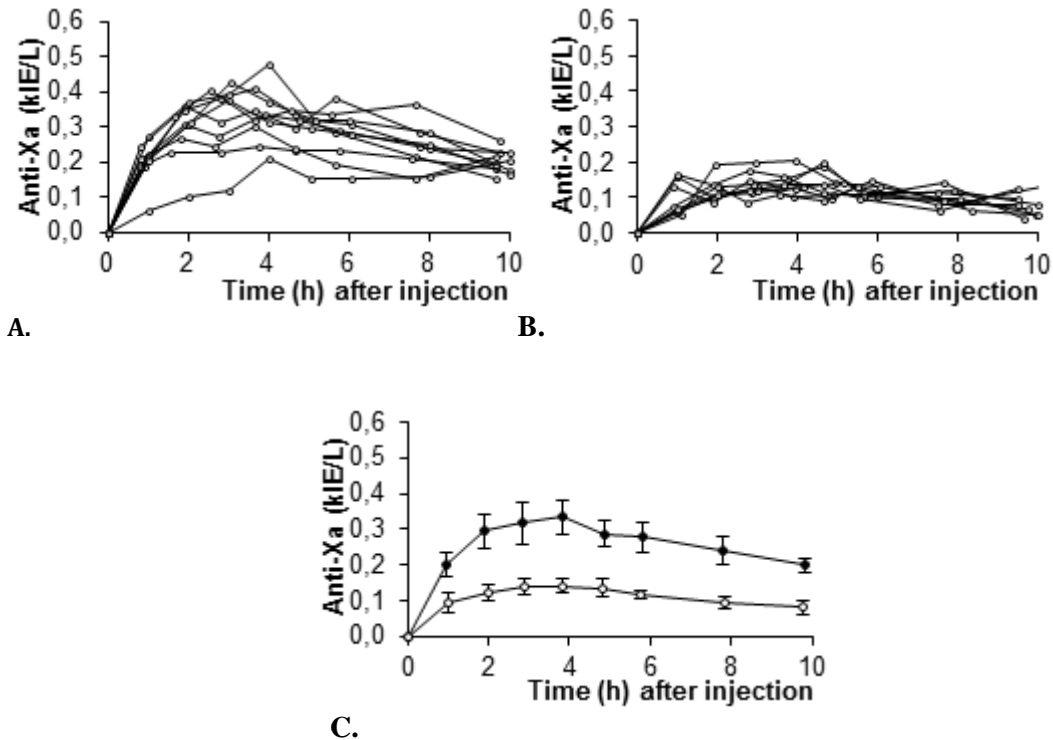 Anti-Xa (kIE/L)
0,6
0,5
0,4
0,3
0,2
0,1
0,0
0 2 4 6 8 10
Time (h) after injection
A.
Anti-Xa (kIE/L)
0,6
0,5
0,4
0,3
0,2
0,1
0,0
0 2 4 6 8 10
Time (h) after injection
B.
Anti-Xa (kIE/L)
0,6
0,5
0,4
0,3
0,2
0,1
0,0
0 2 4 6 8 10
Time (h) after injection
C.